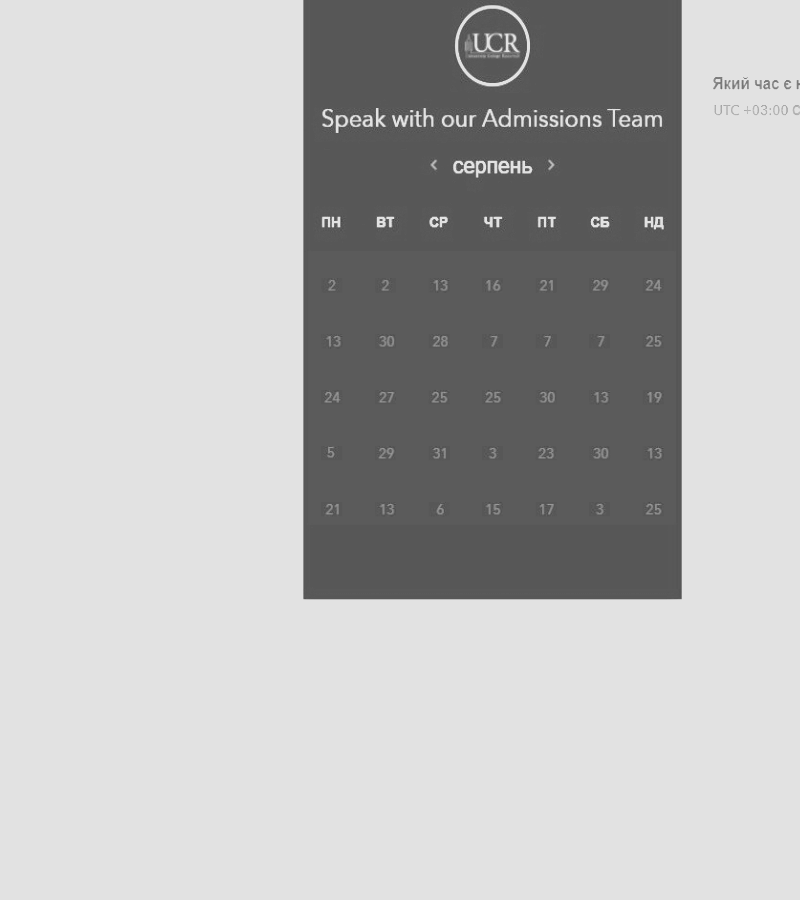 UCR
Speak with our Admissions Team
серпень
ПН ВТ СР ЧТ ПТ СБ НД
2 2 13 16 21 29 24
13 30 28 7 7 7 25
24 27 25 25 30 13 19
5 29 31 3 23 30 13
21 13 6 15 17 3 25
Який час є
UTC +03:00